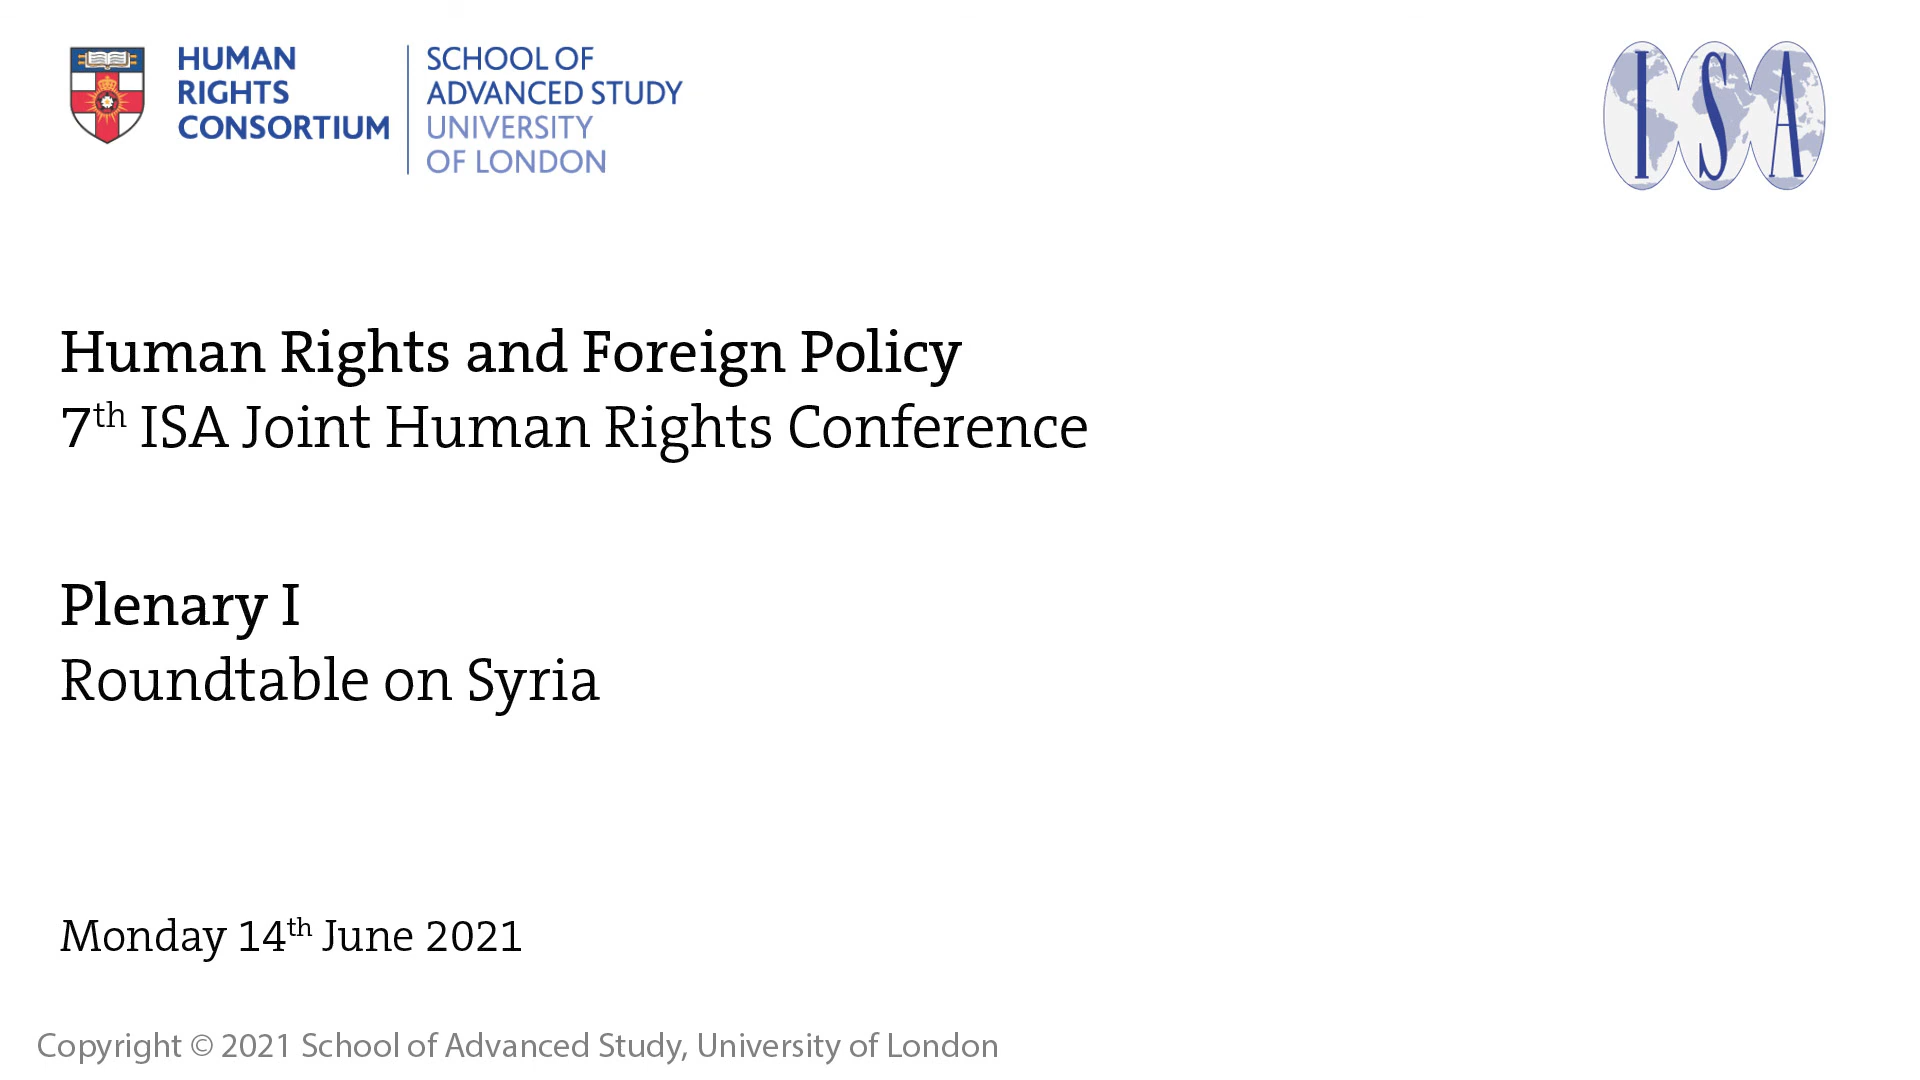 HUMAN
RIGHTS
CONSORTIUM
SCHOOL OF
ADVANCED STUDY
UNIVERSITY
OF LONDON
ISA
Human Rights and Foreign Policy
7th ISA Joint Human Rights Conference
Plenary I
Roundtable on Syria
Monday 14th June 2021
Copyright © 2021 School of Advanced Study, University of London